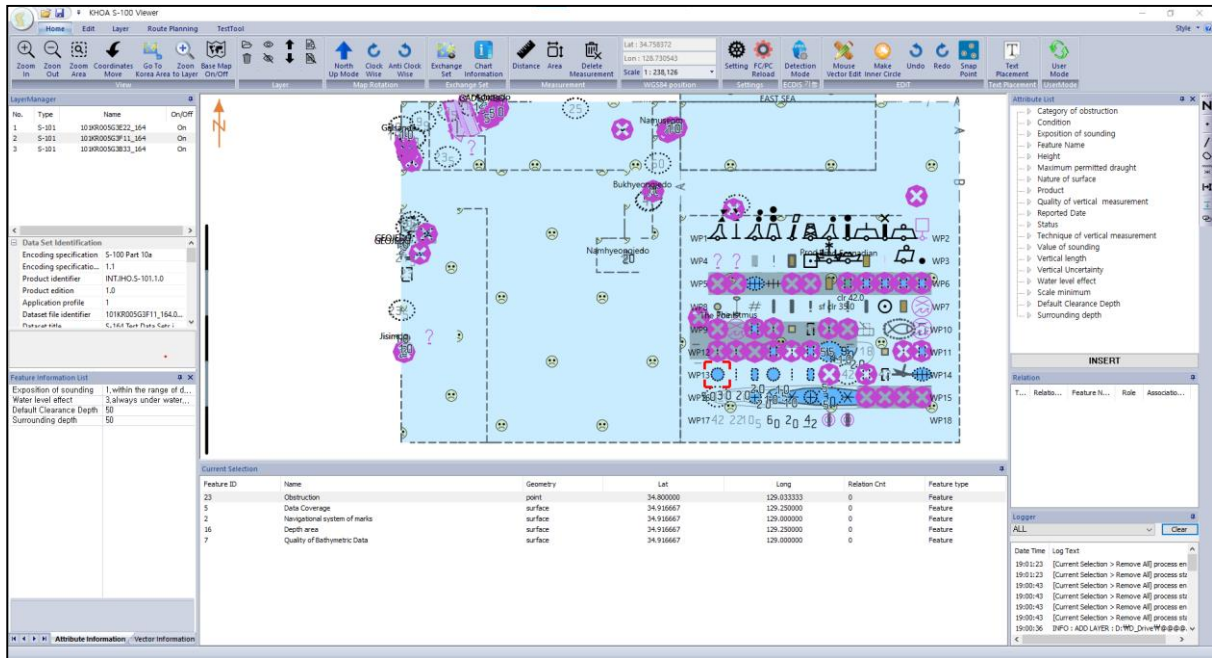 KHOA S-100 Viewer
Home Edit Layer Route Planning TestTool Style
Zoom In Zoom Out Zoom Area Coordinates Move Go To Korea Area Zoom to Layer Base Map On/Off
North Up Mode Clock Wise Anti Clock Wise Exchange Set Chart Information Distance Area Delete Measurement
Lat : 34.758372
Lon : 128.730543
Scale 1 : 238,126
Setting FC/PC Reload Detection Mode Mouse Vector Edit Make Inner Circle Undo Redo Snap Point Text Placement User Mode
View Layer Map Rotation Exchange Set Measurement WGS84 position Settings ECDIS 기능 EDIT Text Placement UserMode
LayerManager
No. Type Name On/Off
1 S-101 101KR005G3E22_164 On
2 S-101 101KR005G3F11_164 On
3 S-101 101KR005G3B33_164 On
Data Set Identification
Encoding specification S-100 Part 10a
Encoding specificatio... 1.1
Product identifier INT.IHO.S-101.1.0
Product edition 1.0
Application profile 1
Dataset file identifier 101KR005G3F11_164.0...
Dataset title S-164 Test Data Set: i
Feature Information List
Exposition of sounding 1,within the range of d...
Water level effect 3,always under water...
Default Clearance Depth 50
Surrounding depth 50
Attribute Information Vector Information
N
EAST SEA
A
B
Bukhyeongjedo
Namhyeongjedo
20
Jisimdo
WP1 WP2
WP4 WP3
WP5 WP6
clr 42.0
WP7
WP9 WP10
WP12 WP11
WP13 WP14
WP15
WP17 WP18
Current Selection
Feature ID Name Geometry Lat Long Relation Cnt Feature type
23 Obstruction point 34.800000 129.033333 0 Feature
5 Data Coverage surface 34.916667 129.250000 0 Feature
2 Navigational system of marks surface 34.916667 129.000000 0 Feature
16 Depth area surface 34.916667 129.250000 0 Feature
7 Quality of Bathymetric Data surface 34.916667 129.000000 0 Feature
Attribute List
Category of obstruction
Condition
Exposition of sounding
Feature Name
Height
Maximum permitted draught
Nature of surface
Product
Quality of vertical measurement
Reported Date
Status
Technique of vertical measurement
Value of sounding
Vertical length
Vertical Uncertainty
Water level effect
Scale minimum
Default Clearance Depth
Surrounding depth
INSERT
Relation
T... Relatio... Feature N... Role Associatio...
Logger
ALL Clear
Date Time Log Text
19:01:23 [Current Selection > Remove All] process en
19:01:23 [Current Selection > Remove All] process sta
19:00:43 [Current Selection > Remove All] process en
19:00:43 [Current Selection > Remove All] process sta
19:00:43 [Current Selection > Remove All] process en
19:00:43 [Current Selection > Remove All] process sta
19:00:36 INFO : ADD LAYER : D:₩D_Drive₩@@@@.